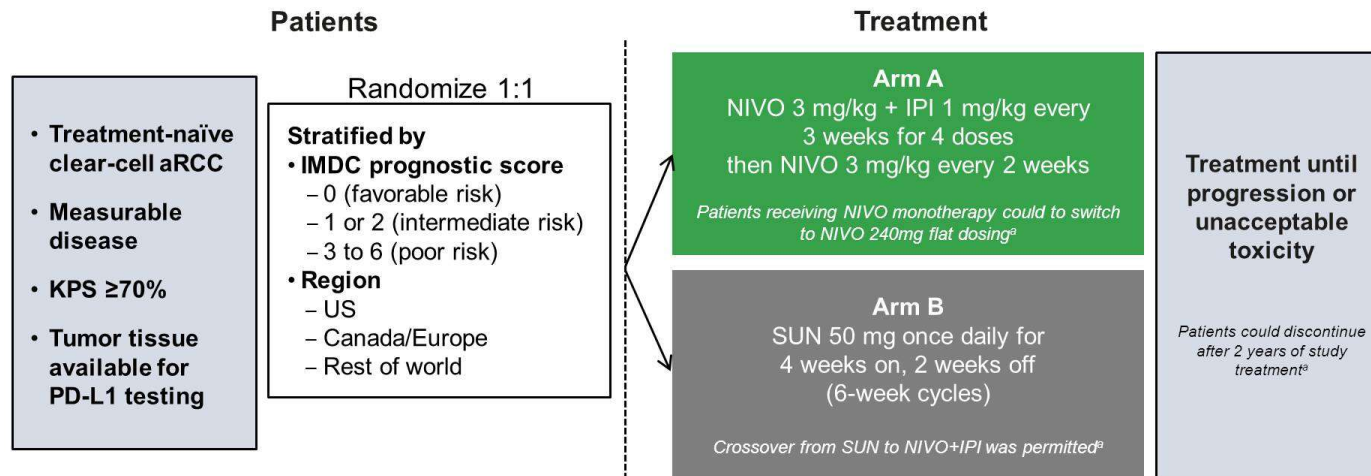 Patients
Treatment
• Treatment-naïve
clear-cell aRCC
• Measurable
disease
• KPS ≥70%
• Tumor tissue
available for
PD-L1 testing
Randomize 1:1
Stratified by
• IMDC prognostic score
– 0 (favorable risk)
– 1 or 2 (intermediate risk)
– 3 to 6 (poor risk)
• Region
– US
– Canada/Europe
– Rest of world
Arm A
NIVO 3 mg/kg + IPI 1 mg/kg every
3 weeks for 4 doses
then NIVO 3 mg/kg every 2 weeks
Patients receiving NIVO monotherapy could to switch
to NIVO 240mg flat dosingᵃ
Arm B
SUN 50 mg once daily for
4 weeks on, 2 weeks off
(6-week cycles)
Crossover from SUN to NIVO+IPI was permittedᵃ
Treatment until
progression or
unacceptable
toxicity
Patients could discontinue
after 2 years of study
treatmentᵃ